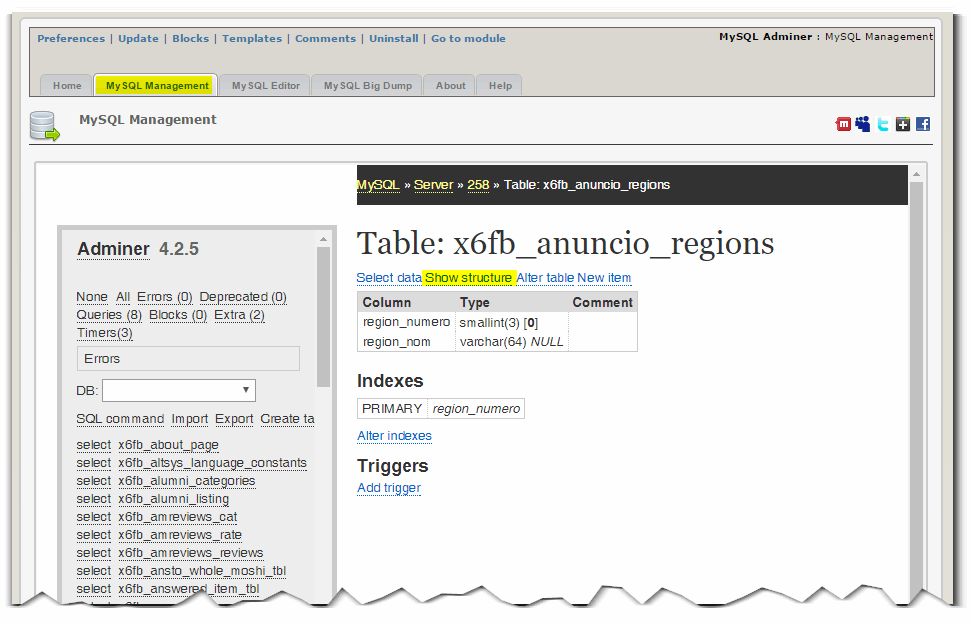 Preferences | Update | Blocks | Templates | Comments | Uninstall | Go to module
MySQL Adminer : MySQL Management
Home
MySQL Management
MySQL Editor
MySQL Big Dump
About
Help
MySQL Management
MySQL » Server » 258 » Table: x6fb_anuncio_regions
Adminer 4.2.5
None All Errors (0) Deprecated (0)
Queries (8) Blocks (0) Extra (2)
Timers(3)
Errors
DB:
SQL command Import Export Create ta
select x6fb_about_page
select x6fb_altsys_language_constants
select x6fb_alumni_categories
select x6fb_alumni_listing
select x6fb_amreviews_cat
select x6fb_amreviews_rate
select x6fb_amreviews_reviews
select x6fb_ansto_whole_moshi_tbl
select x6fb_answered_item_tbl
Table: x6fb_anuncio_regions
Select data Show structure Alter table New item
Column Type Comment
region_numero smallint(3) [0]
region_nom varchar(64) NULL
Indexes
PRIMARY region_numero
Alter indexes
Triggers
Add trigger